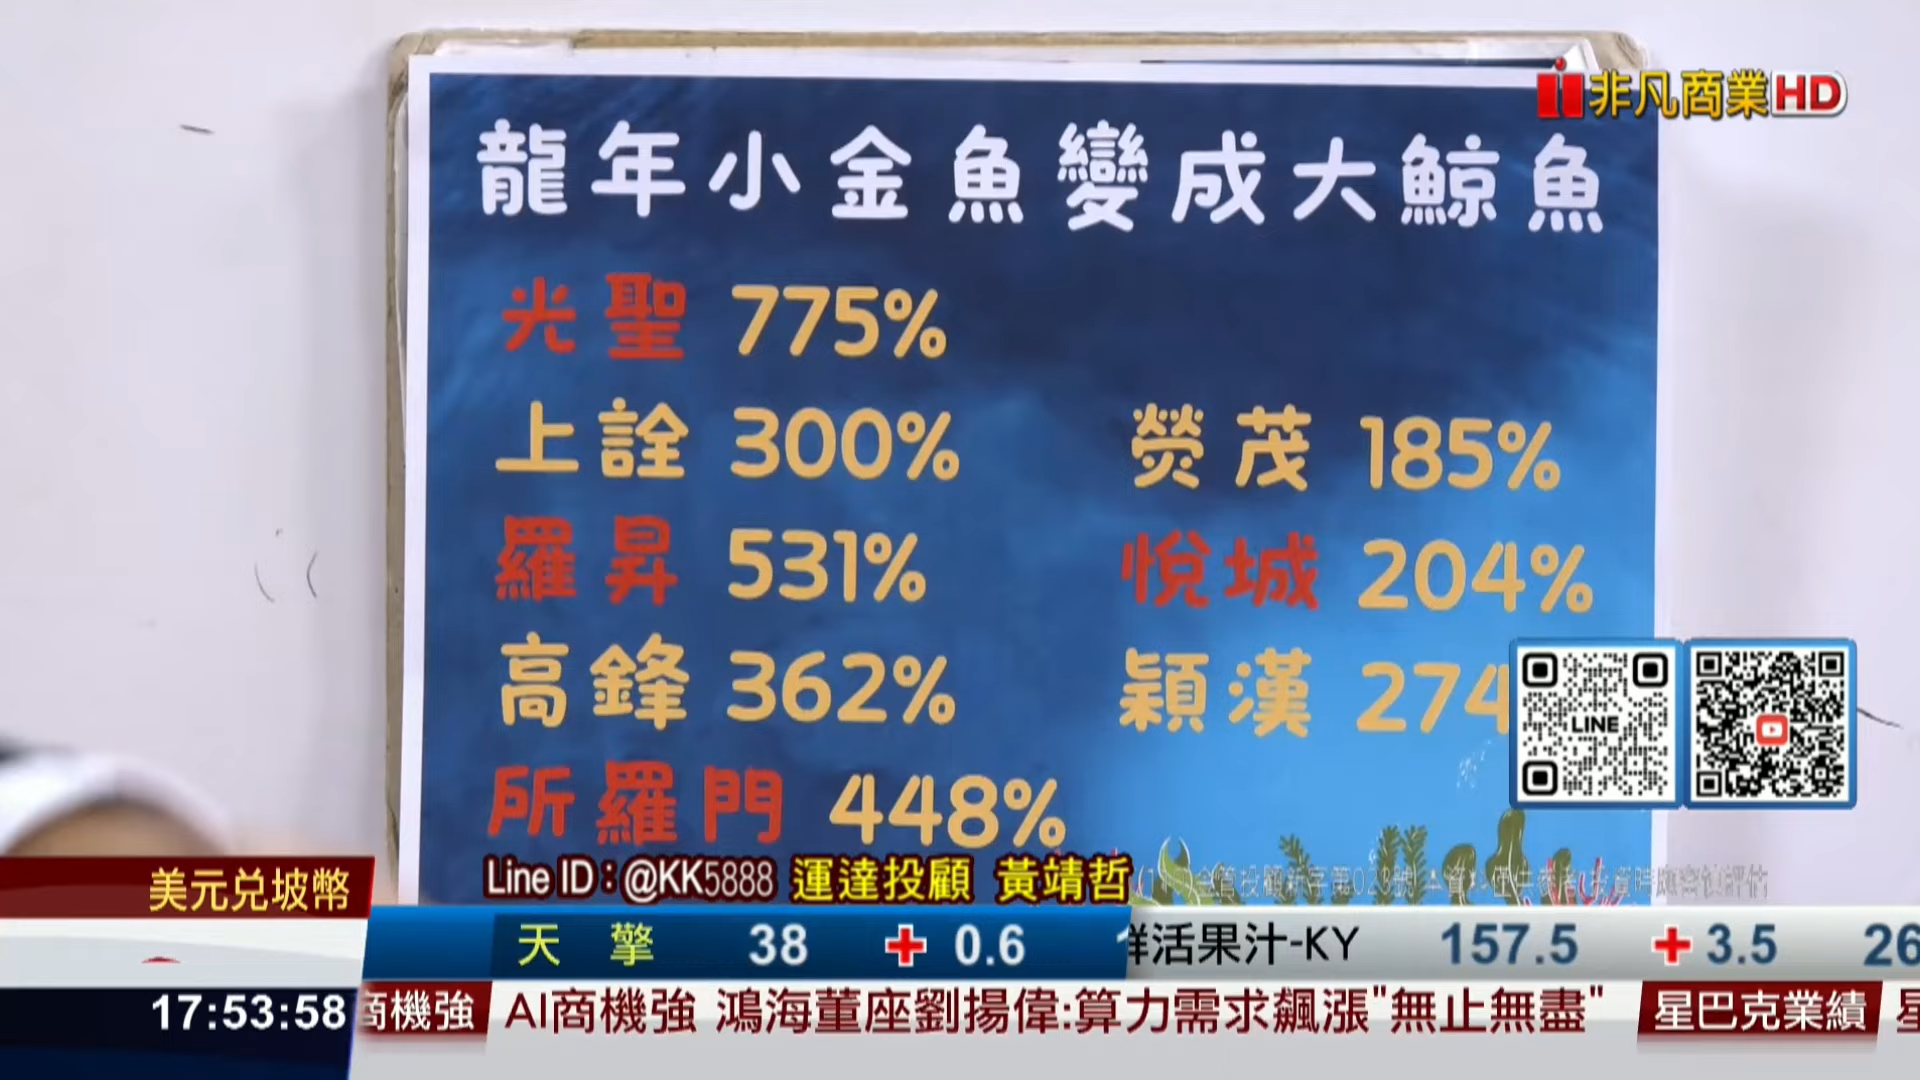 非凡商業HD
龍年小金魚變成大鯨魚
光聖 775%
上詮 300% 熒茂 185%
羅昇 531% 悅城 204%
高鋒 362% 穎漢 274
LINE
所羅門 448%
Line ID：@KK5888 運達投顧 黃靖哲
美元兌坡幣
天擎 38 + 0.6 鮮活果汁-KY 157.5 + 3.5 26
17:53:58 商機強 AI商機強 鴻海董座劉揚偉:算力需求飆漲"無止無盡" 星巴克業績